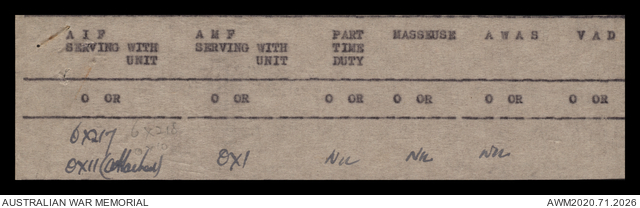 A I F A M F PART MASSEUSE A W A S V A D
SERVING WITH SERVING WITH TIME
UNIT UNIT DUTY
O OR O OR O OR O OR O OR O OR
6X217
0X11 (Attached) 0X1 Nil Nil Nil
AUSTRALIAN WAR MEMORIAL AWM2020.71.2026